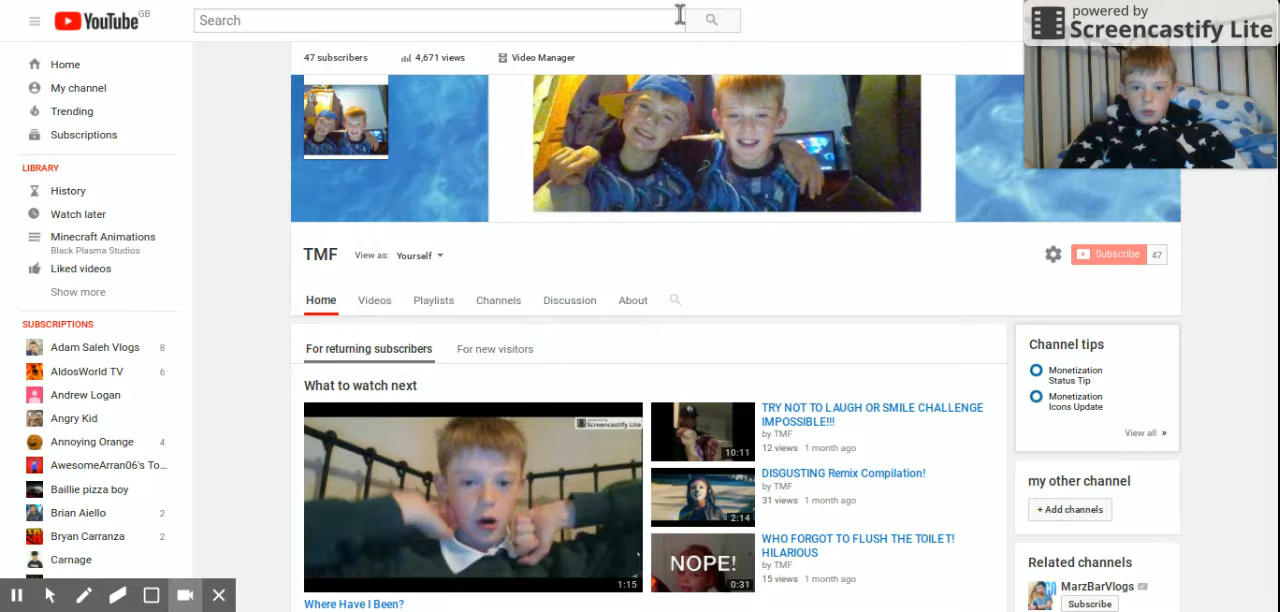 YouTube GB
Search
powered by
Screencastify Lite
Home
My channel
Trending
Subscriptions
LIBRARY
History
Watch later
Minecraft Animations
Black Plasma Studios
Liked videos
Show more
SUBSCRIPTIONS
Adam Saleh Vlogs 8
AldosWorld TV 6
Andrew Logan
Angry Kid
Annoying Orange 4
AwesomeArran06's To...
Baillie pizza boy
Brian Aiello 2
Bryan Carranza 2
Carnage
47 subscribers 4,671 views Video Manager
TMF View as: Yourself
Subscribe 47
Home Videos Playlists Channels Discussion About
For returning subscribers For new visitors
What to watch next
powered by
Screencastify Lite
1:15
Where Have I Been?
10:11
TRY NOT TO LAUGH OR SMILE CHALLENGE
IMPOSSIBLE!!!
by TMF
12 views 1 month ago
2:14
DISGUSTING Remix Compilation!
by TMF
31 views 1 month ago
NOPE!
0:31
WHO FORGOT TO FLUSH THE TOILET!
HILARIOUS
by TMF
15 views 1 month ago
Channel tips
Monetization
Status Tip
Monetization
Icons Update
View all »
my other channel
+ Add channels
Related channels
MarzBarVlogs
Subscribe